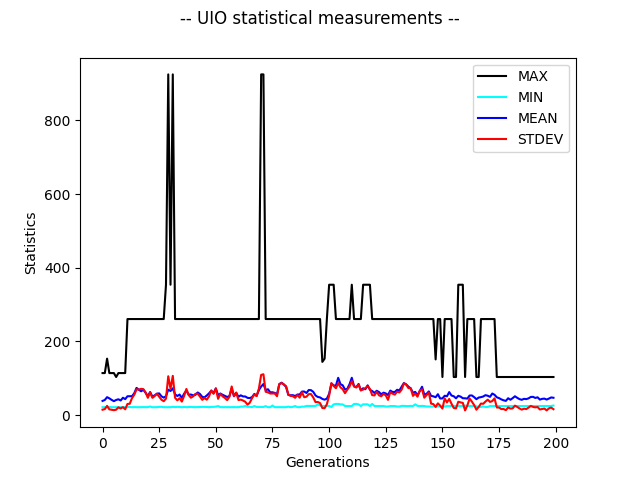 -- UIO statistical measurements --
MAX
MIN
MEAN
STDEV
Statistics
800
600
400
200
0
0 25 50 75 100 125 150 175 200
Generations